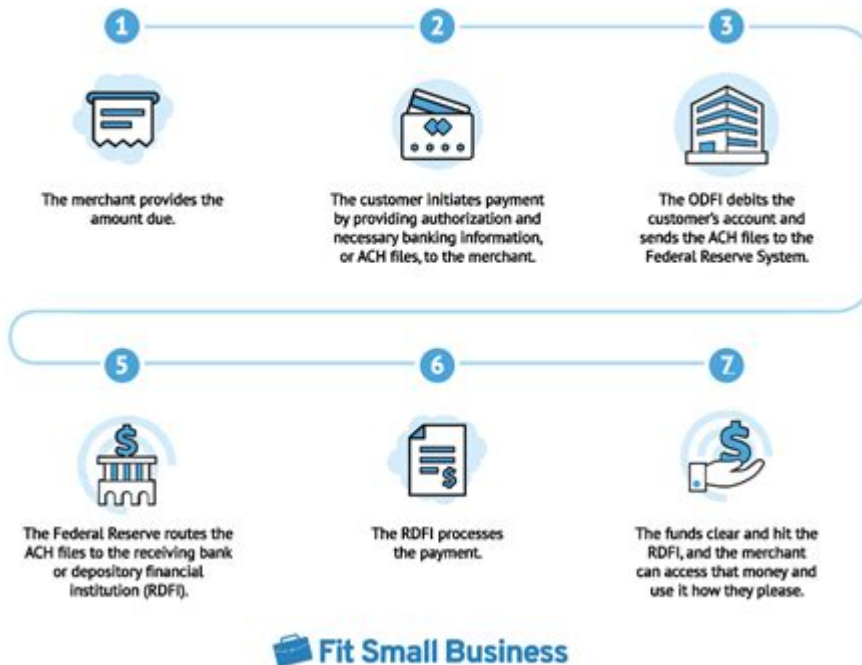 1
2
3
The merchant provides the
amount due.
The customer initiates payment
by providing authorization and
necessary banking information,
or ACH files, to the merchant.
The ODFI debits the
customer's account and
sends the ACH files to the
Federal Reserve System.
5
6
7
The Federal Reserve routes the
ACH files to the receiving bank
or depository financial
institution (RDFI).
The RDFI processes
the payment.
The funds clear and hit the
RDFI, and the merchant
can access that money and
use it how they please.
Fit Small Business